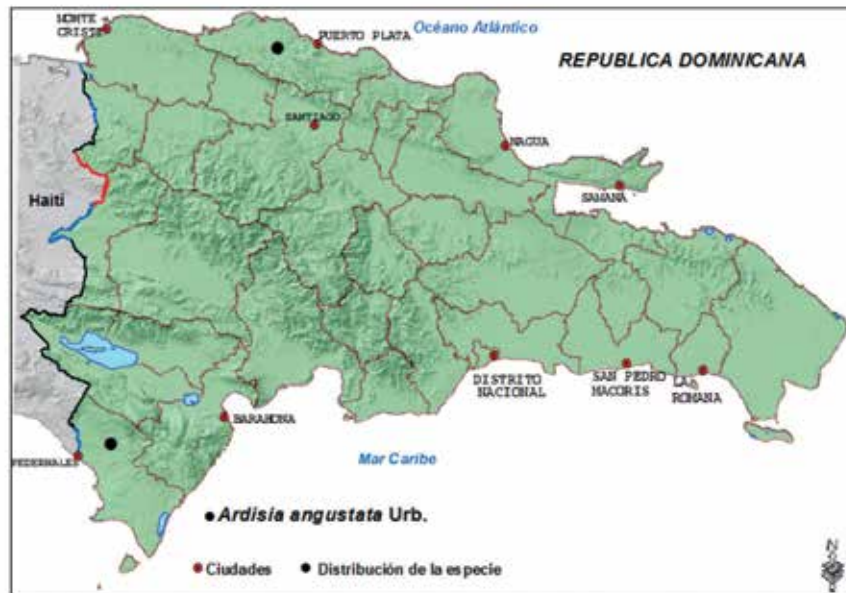 MONTE
CRISTI
PUERTO PLATA
Océano Atlántico
REPUBLICA DOMINICANA
SANTIAGO
NAGUA
SAMANA
Haití
DISTRITO
NACIONAL
SAN PEDRO
MACORIS
LA
ROMANA
BARAHONA
Mar Caribe
PEDERNALES
Ardisia angustata Urb.
Ciudades
Distribución de la especie
N